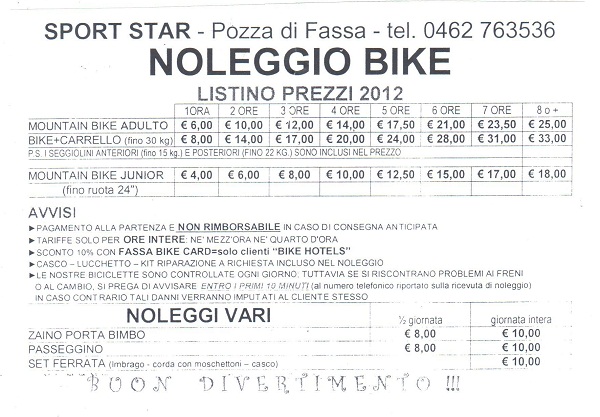 SPORT STAR - Pozza di Fassa - tel. 0462 763536
NOLEGGIO BIKE
LISTINO PREZZI 2012
1ORA 2 ORE 3 ORE 4 ORE 5 ORE 6 ORE 7 ORE 8 o +
MOUNTAIN BIKE ADULTO € 6,00 € 10,00 € 12,00 € 14,00 € 17,50 € 21,00 € 23,50 € 25,00
BIKE+CARRELLO (fino 30 kg) € 8,00 € 14,00 € 17,00 € 20,00 € 24,00 € 28,00 € 31,00 € 33,00
P.S. I SEGGIOLINI ANTERIORI (fino 15 kg.) E POSTERIORI (FINO 22 KG.) SONO INCLUSI NEL PREZZO
MOUNTAIN BIKE JUNIOR € 4,00 € 6,00 € 8,00 € 10,00 € 12,50 € 15,00 € 17,00 € 18,00
(fino ruota 24")
AVVISI
►PAGAMENTO ALLA PARTENZA E NON RIMBORSABILE IN CASO DI CONSEGNA ANTICIPATA
►TARIFFE SOLO PER ORE INTERE: NE' MEZZ'ORA NE' QUARTO D'ORA
►SCONTO 10% CON FASSA BIKE CARD=solo clienti "BIKE HOTELS"
►CASCO – LUCCHETTO – KIT RIPARAZIONE A RICHIESTA INCLUSO NEL NOLEGGIO
►LE NOSTRE BICICLETTE SONO CONTROLLATE OGNI GIORNO; TUTTAVIA SE SI RISCONTRANO PROBLEMI AI FRENI
O AL CAMBIO, SI PREGA DI AVVISARE ENTRO I PRIMI 10 MINUTI (al numero telefonico riportato sulla ricevuta di noleggio)
IN CASO CONTRARIO TALI DANNI VERRANNO IMPUTATI AL CLIENTE STESSO
NOLEGGI VARI ½ giornata giornata intera
ZAINO PORTA BIMBO € 8,00 € 10,00
PASSEGGINO € 8,00 € 10,00
SET FERRATA (imbrago - corda con moschettoni – casco) € 10,00
BUON DIVERTIMENTO !!!